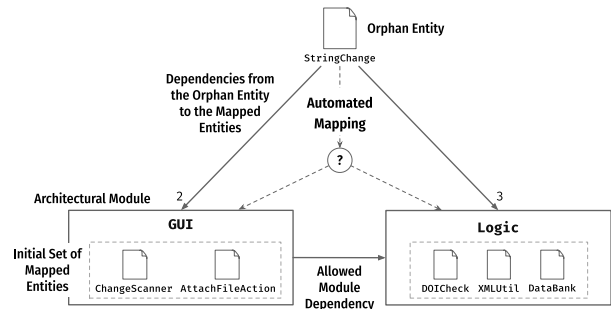 Orphan Entity
StringChange
Dependencies from
the Orphan Entity
to the Mapped
Entities
Automated
Mapping
?
2
3
Architectural Module
GUI
Logic
Initial Set of
Mapped
Entities
ChangeScanner AttachFileAction
DOICheck XMLUtil DataBank
Allowed
Module
Dependency